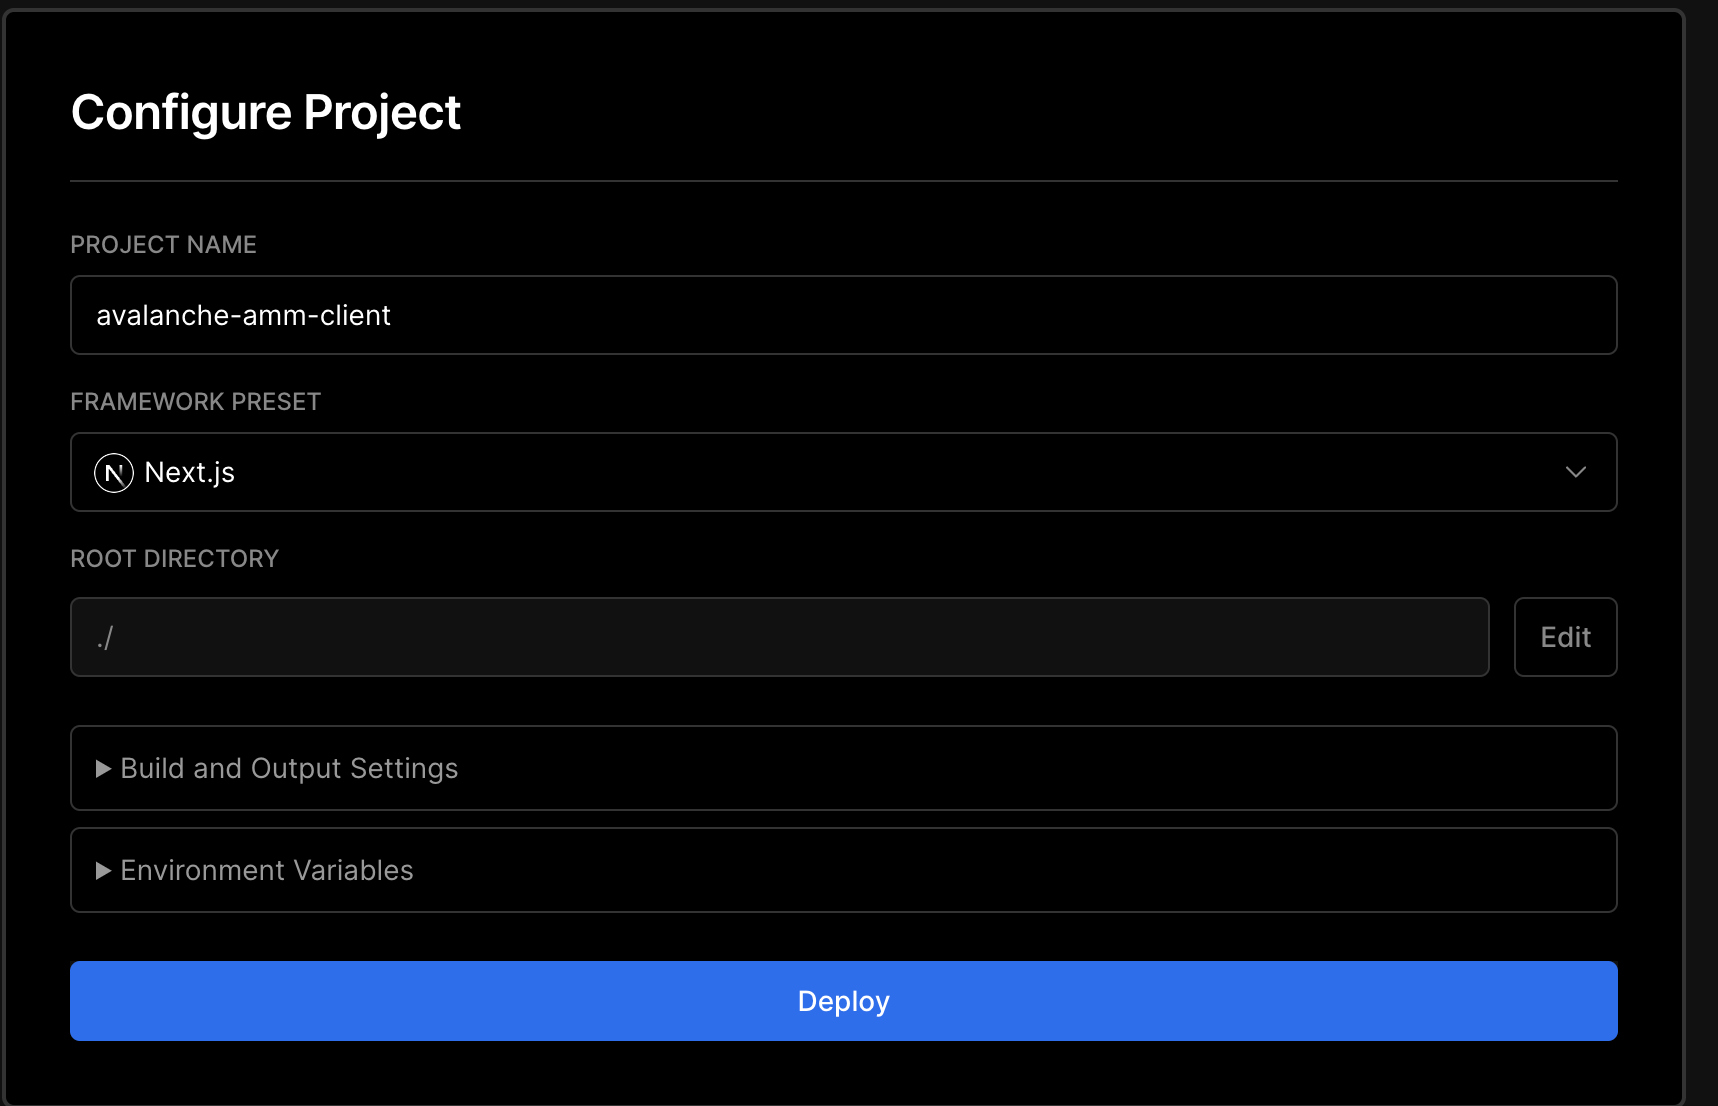 Configure Project
PROJECT NAME
avalanche-amm-client
FRAMEWORK PRESET
N Next.js
ROOT DIRECTORY
./
Edit
Build and Output Settings
Environment Variables
Deploy